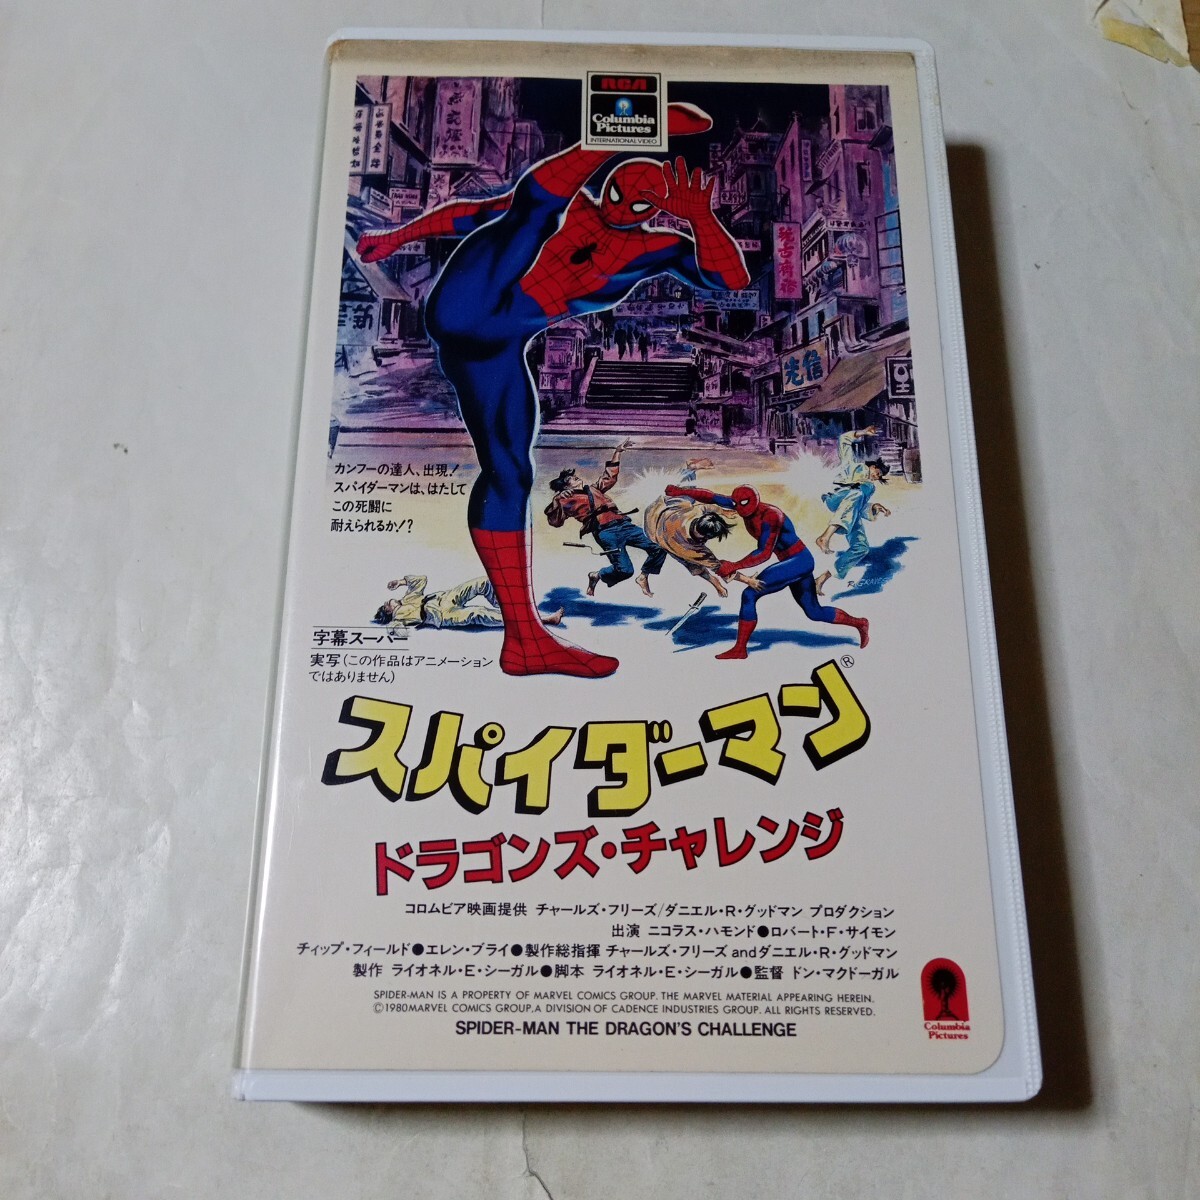 RCA
Columbia
Pictures
INTERNATIONAL VIDEO
カンフーの達人、出現!
スパイダーマンは、はたして
この死闘に
耐えられるか!?
先信
字幕スーパー
実写(この作品はアニメーション
ではありません)
スパイダーマン®
ドラゴンズ・チャレンジ
コロムビア映画提供 チャールズ・フリーズ/ダニエル・R・グッドマン プロダクション
出演 ニコラス・ハモンド●ロバート・F・サイモン
チィップ・フィールド●エレン・ブライ●製作総指揮 チャールズ・フリーズandダニエル・R・グッドマン
製作 ライオネル・E・シーガル●脚本 ライオネル・E・シーガル●監督 ドン・マクドーガル
SPIDER-MAN IS A PROPERTY OF MARVEL COMICS GROUP. THE MARVEL MATERIAL APPEARING HEREIN.
©1980MARVEL COMICS GROUP.A DIVISION OF CADENCE INDUSTRIES GROUP. ALL RIGHTS RESERVED.
SPIDER-MAN THE DRAGON'S CHALLENGE
Columbia
Pictures